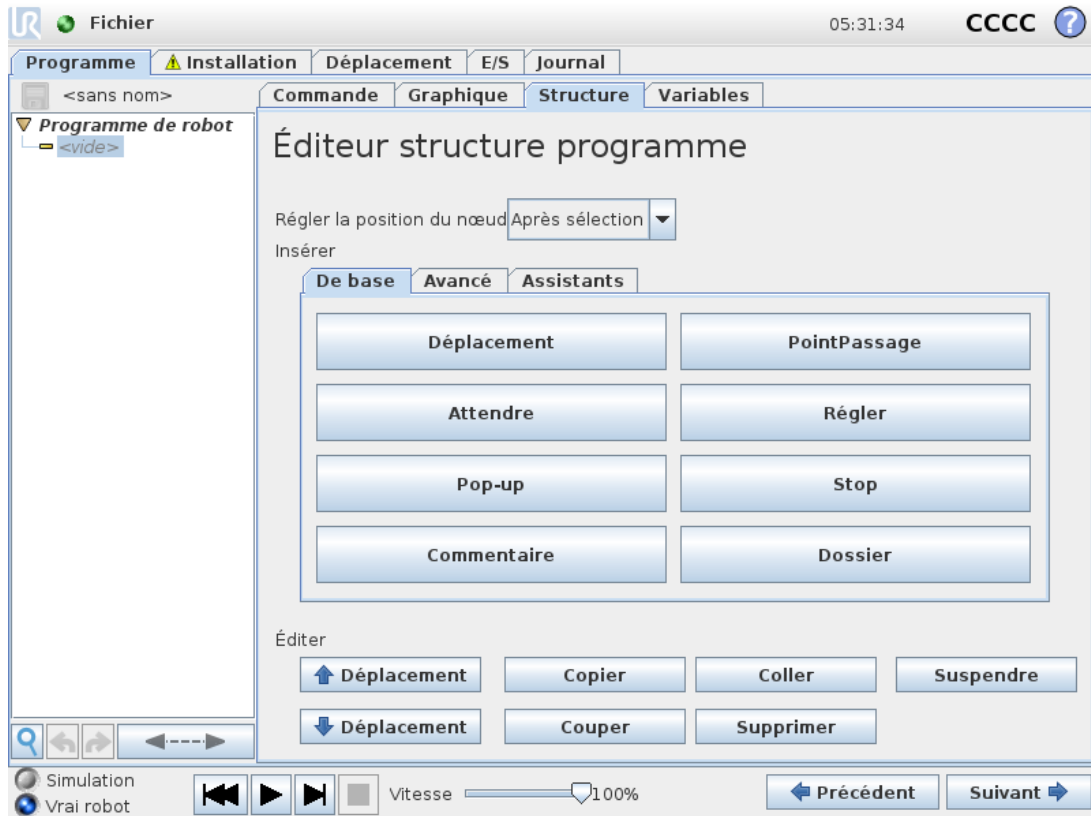 UR Fichier 05:31:34 CCCC ?
Programme Installation Déplacement E/S Journal
<sans nom> Commande Graphique Structure Variables
Programme de robot
<vide>
Éditeur structure programme
Régler la position du nœud Après sélection
Insérer
De base Avancé Assistants
Déplacement PointPassage
Attendre Régler
Pop-up Stop
Commentaire Dossier
Éditer
Déplacement Copier Coller Suspendre
Déplacement Couper Supprimer
Simulation
Vrai robot Vitesse 100% Précédent Suivant